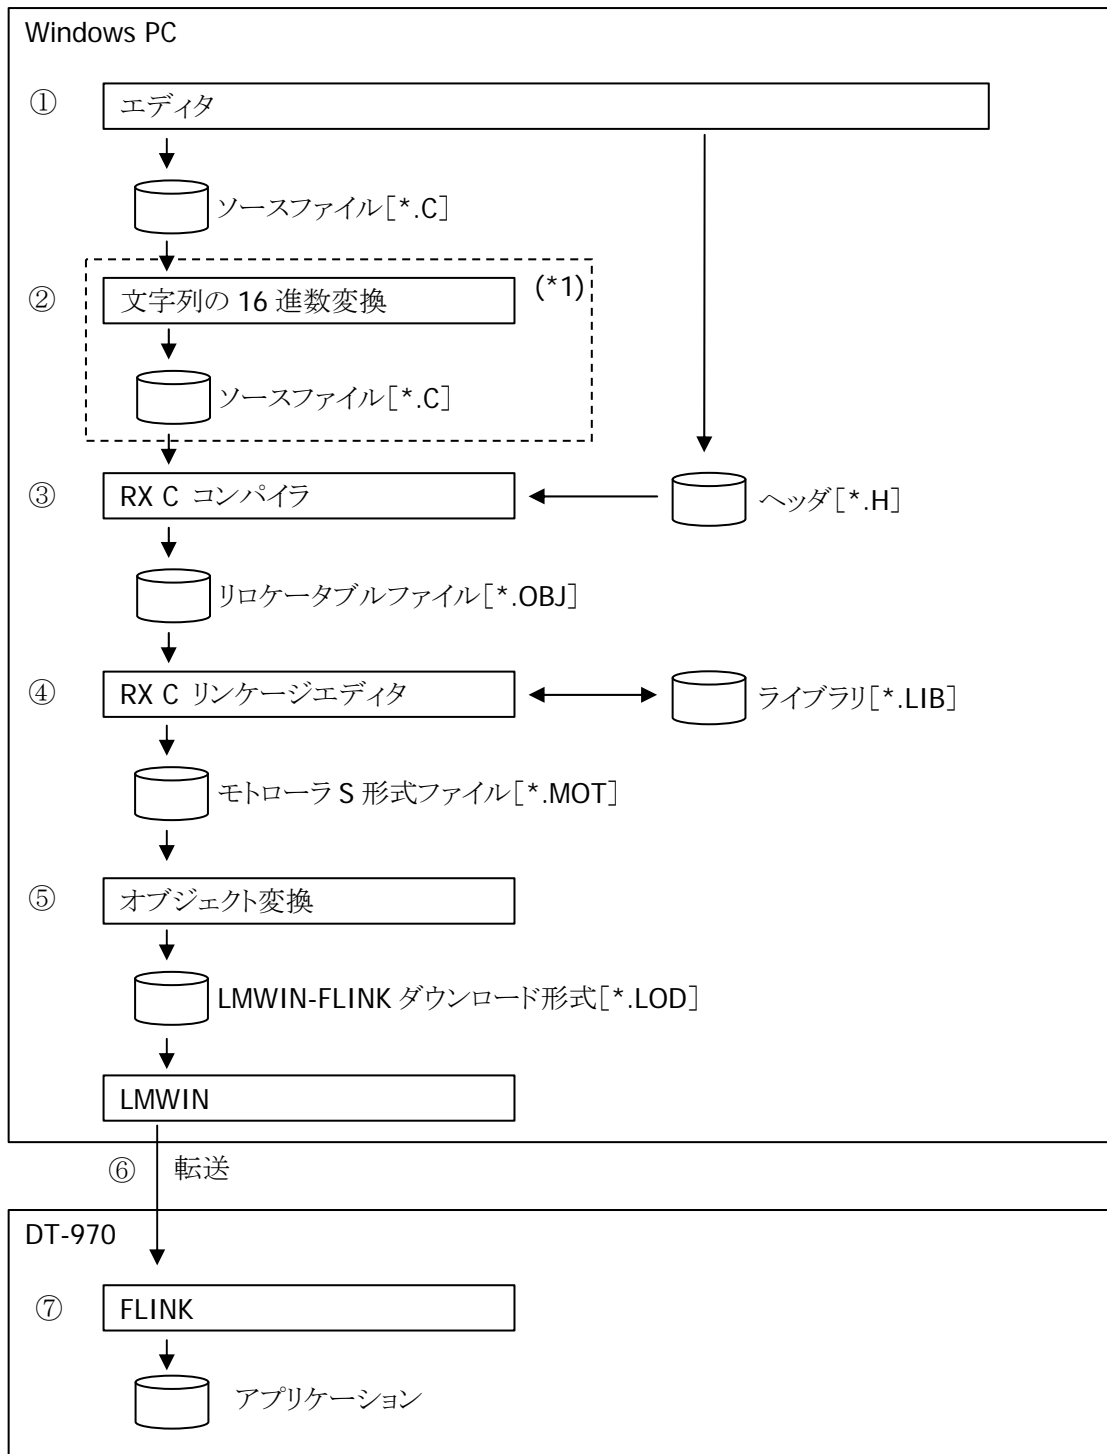 Windows PC
① エディタ
ソースファイル[*.C]
② 文字列の 16 進数変換 (*1)
ソースファイル[*.C]
③ RX C コンパイラ ヘッダ[*.H]
リロケータブルファイル[*.OBJ]
④ RX C リンケージエディタ ライブラリ[*.LIB]
モトローラ S 形式ファイル[*.MOT]
⑤ オブジェクト変換
LMWIN-FLINK ダウンロード形式[*.LOD]
LMWIN
⑥ 転送
DT-970
⑦ FLINK
アプリケーション